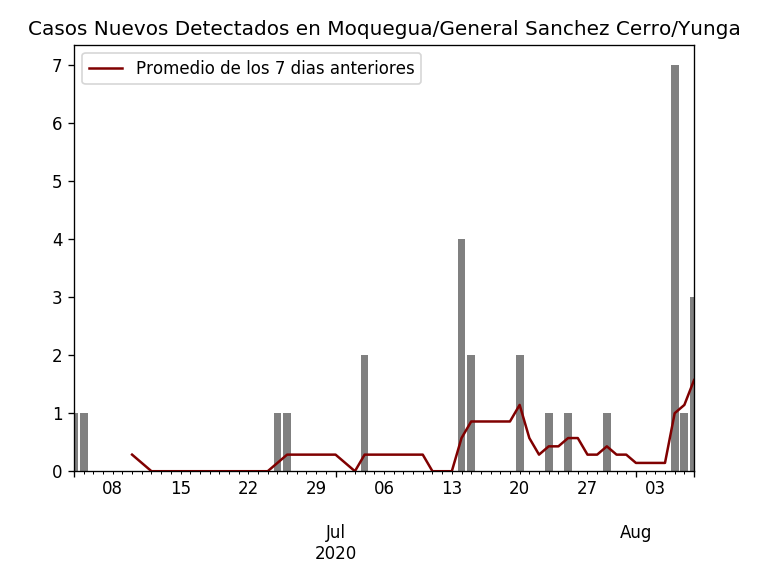 Casos Nuevos Detectados en Moquegua/General Sanchez Cerro/Yunga
Promedio de los 7 dias anteriores
7
6
5
4
3
2
1
0
08 15 22 29 06 13 20 27 03
Jul Aug
2020